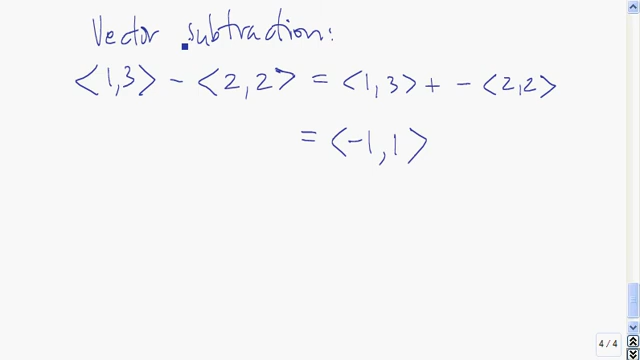 Vector subtraction:
<1,3> - <2,2> = <1,3> + - <2,2>
= <-1,1>
4 / 4